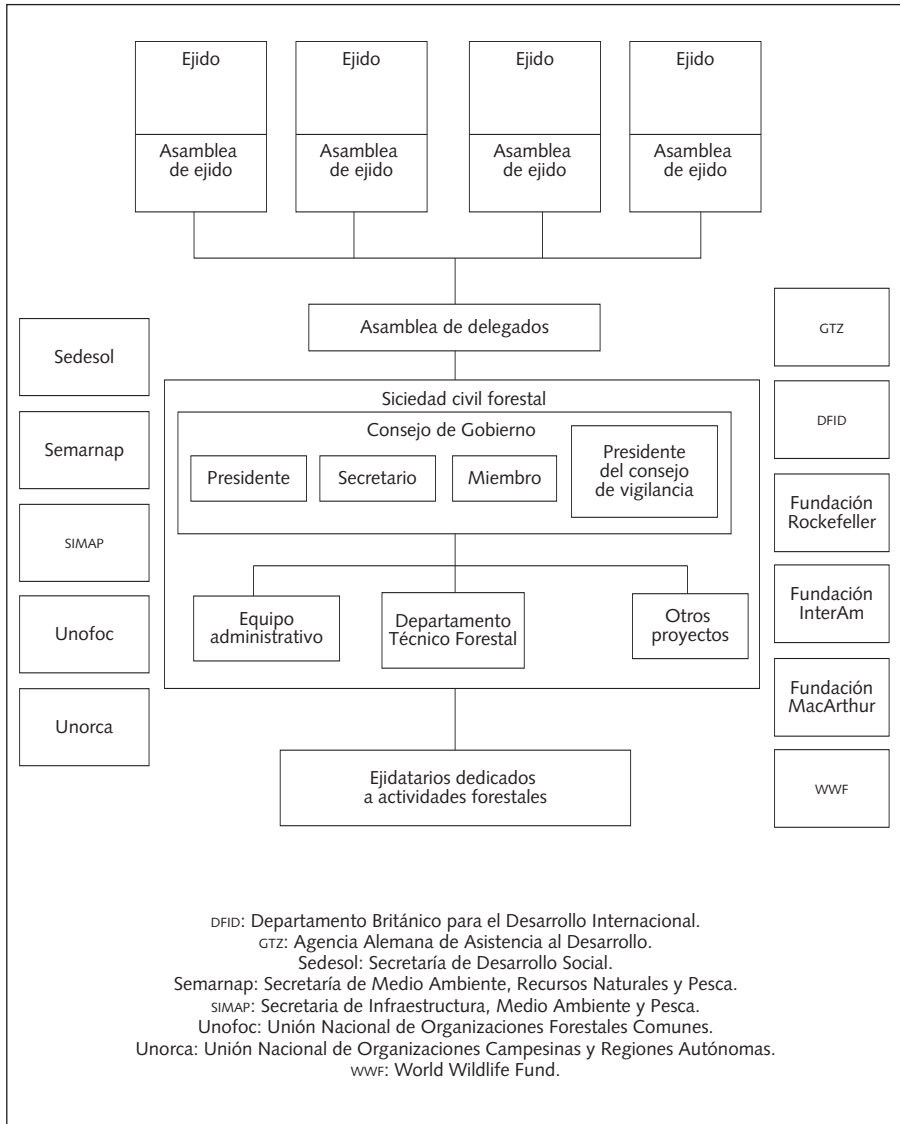 Ejido
Ejido
Ejido
Ejido
Asamblea
de ejido
Asamblea
de ejido
Asamblea
de ejido
Asamblea
de ejido
Asamblea de delegados
Sedesol
Semarnap
SIMAP
Unofoc
Unorca
Siciedad civil forestal
Consejo de Gobierno
Presidente
Secretario
Miembro
Presidente
del consejo
de vigilancia
Equipo
administrativo
Departamento
Técnico Forestal
Otros
proyectos
GTZ
DFID
Fundación
Rockefeller
Fundación
InterAm
Fundación
MacArthur
WWF
Ejidatarios dedicados
a actividades forestales
DFID: Departamento Británico para el Desarrollo Internacional.
GTZ: Agencia Alemana de Asistencia al Desarrollo.
Sedesol: Secretaría de Desarrollo Social.
Semarnap: Secretaría de Medio Ambiente, Recursos Naturales y Pesca.
SIMAP: Secretaria de Infraestructura, Medio Ambiente y Pesca.
Unofoc: Unión Nacional de Organizaciones Forestales Comunes.
Unorca: Unión Nacional de Organizaciones Campesinas y Regiones Autónomas.
WWF: World Wildlife Fund.